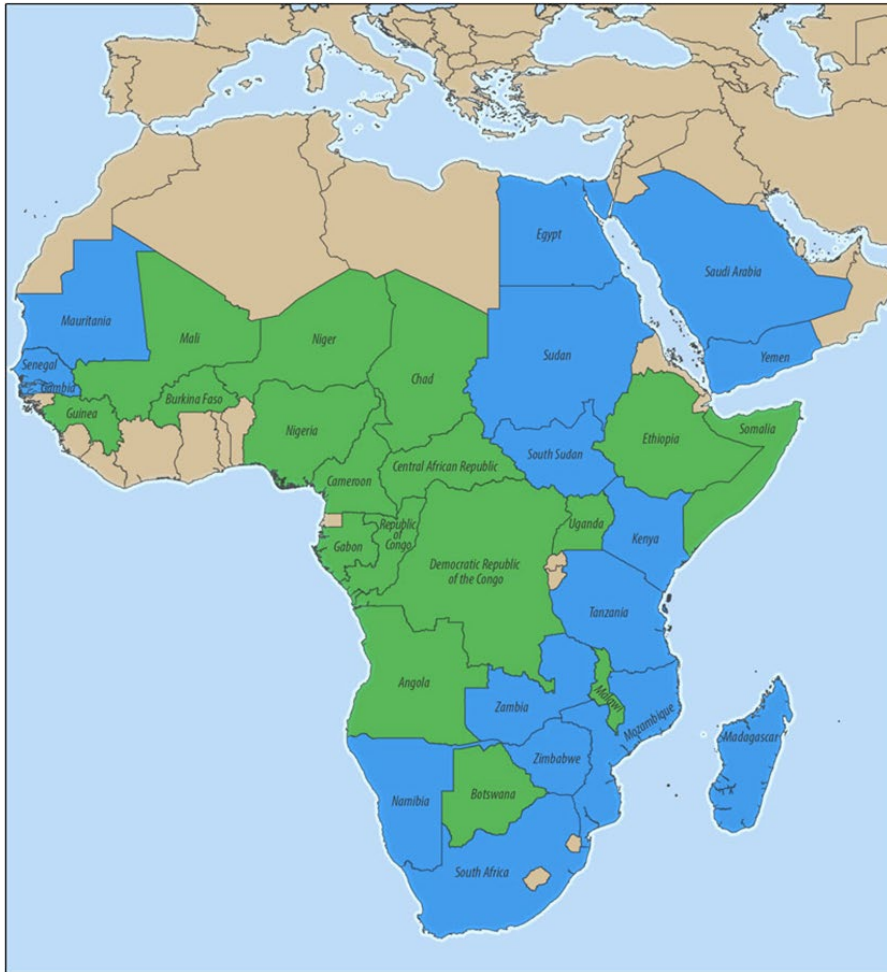 Egypt
Saudi Arabia
Mauritania
Mali
Niger
Sudan
Yemen
Senegal
Chad
Gambia
Burkina Faso
Guinea
Nigeria
Ethiopia
Somalia
South Sudan
Central African Republic
Cameroon
Uganda
Republic
of
Congo
Kenya
Gabon
Democratic Republic
of the Congo
Tanzania
Angola
Malawi
Zambia
Mozambique
Madagascar
Zimbabwe
Botswana
Namibia
South Africa